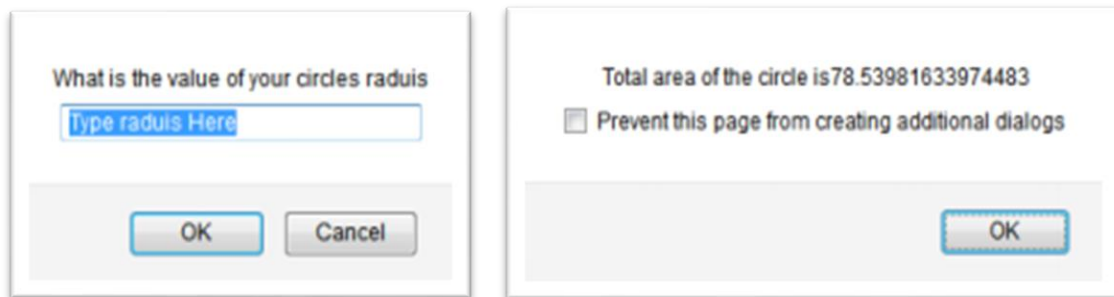 What is the value of your circles raduis
Type raduis Here
OK
Cancel
Total area of the circle is78.53981633974483
Prevent this page from creating additional dialogs
OK